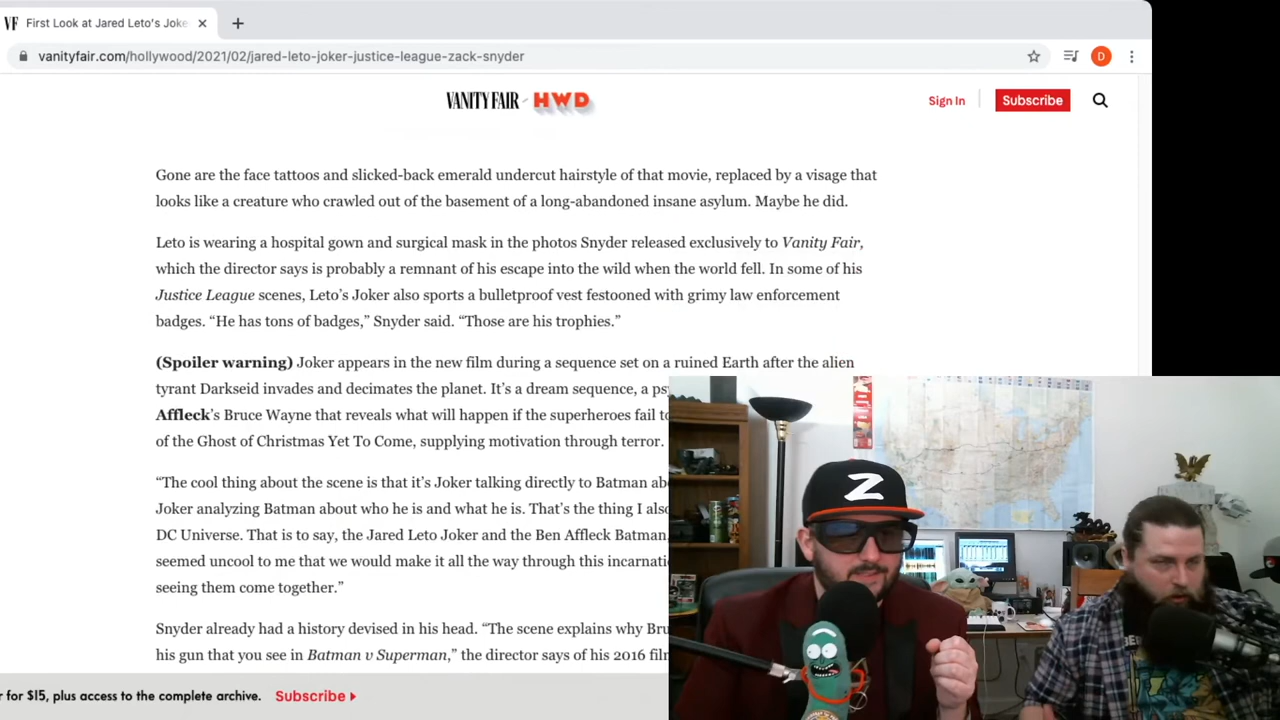 VF First Look at Jared Leto's Joke
vanityfair.com/hollywood/2021/02/jared-leto-joker-justice-league-zack-snyder
D
VANITY FAIR HWD
Sign In
Subscribe
Gone are the face tattoos and slicked-back emerald undercut hairstyle of that movie, replaced by a visage that
looks like a creature who crawled out of the basement of a long-abandoned insane asylum. Maybe he did.
Leto is wearing a hospital gown and surgical mask in the photos Snyder released exclusively to Vanity Fair,
which the director says is probably a remnant of his escape into the wild when the world fell. In some of his
Justice League scenes, Leto's Joker also sports a bulletproof vest festooned with grimy law enforcement
badges. “He has tons of badges,” Snyder said. “Those are his trophies.”
(Spoiler warning) Joker appears in the new film during a sequence set on a ruined Earth after the alien
tyrant Darkseid invades and decimates the planet. It's a dream sequence, a ps
Affleck's Bruce Wayne that reveals what will happen if the superheroes fail to
of the Ghost of Christmas Yet To Come, supplying motivation through terror.
“The cool thing about the scene is that it's Joker talking directly to Batman ab
Joker analyzing Batman about who he is and what he is. That's the thing I also
DC Universe. That is to say, the Jared Leto Joker and the Ben Affleck Batman,
seemed uncool to me that we would make it all the way through this incarnati
seeing them come together.”
Snyder already had a history devised in his head. “The scene explains why Bru
his gun that you see in Batman v Superman,” the director says of his 2016 film
r for $15, plus access to the complete archive. Subscribe
Z